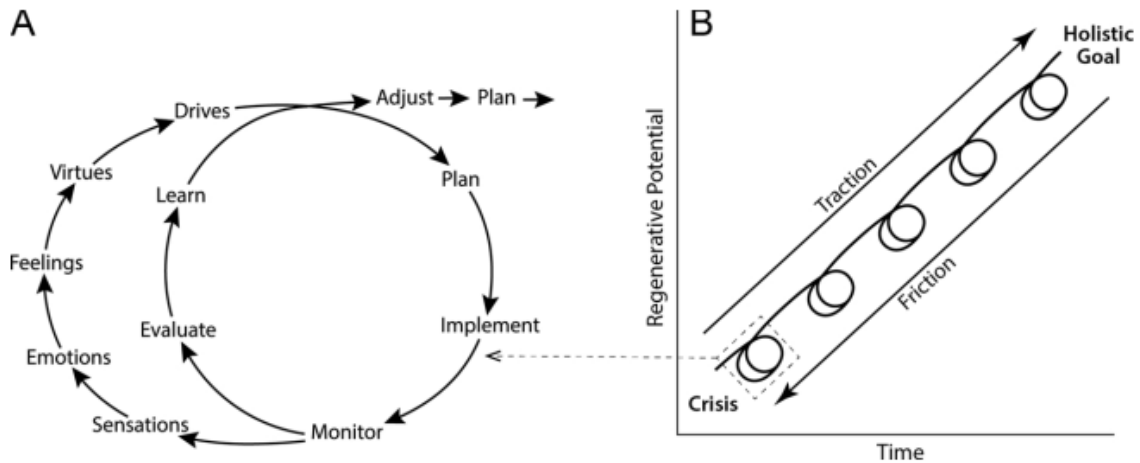 A
Drives
Adjust
Plan
Virtues
Plan
Learn
Feelings
Implement
Evaluate
Emotions
Sensations
Monitor
B
Holistic
Goal
Traction
Regenerative Potential
Friction
Crisis
Time